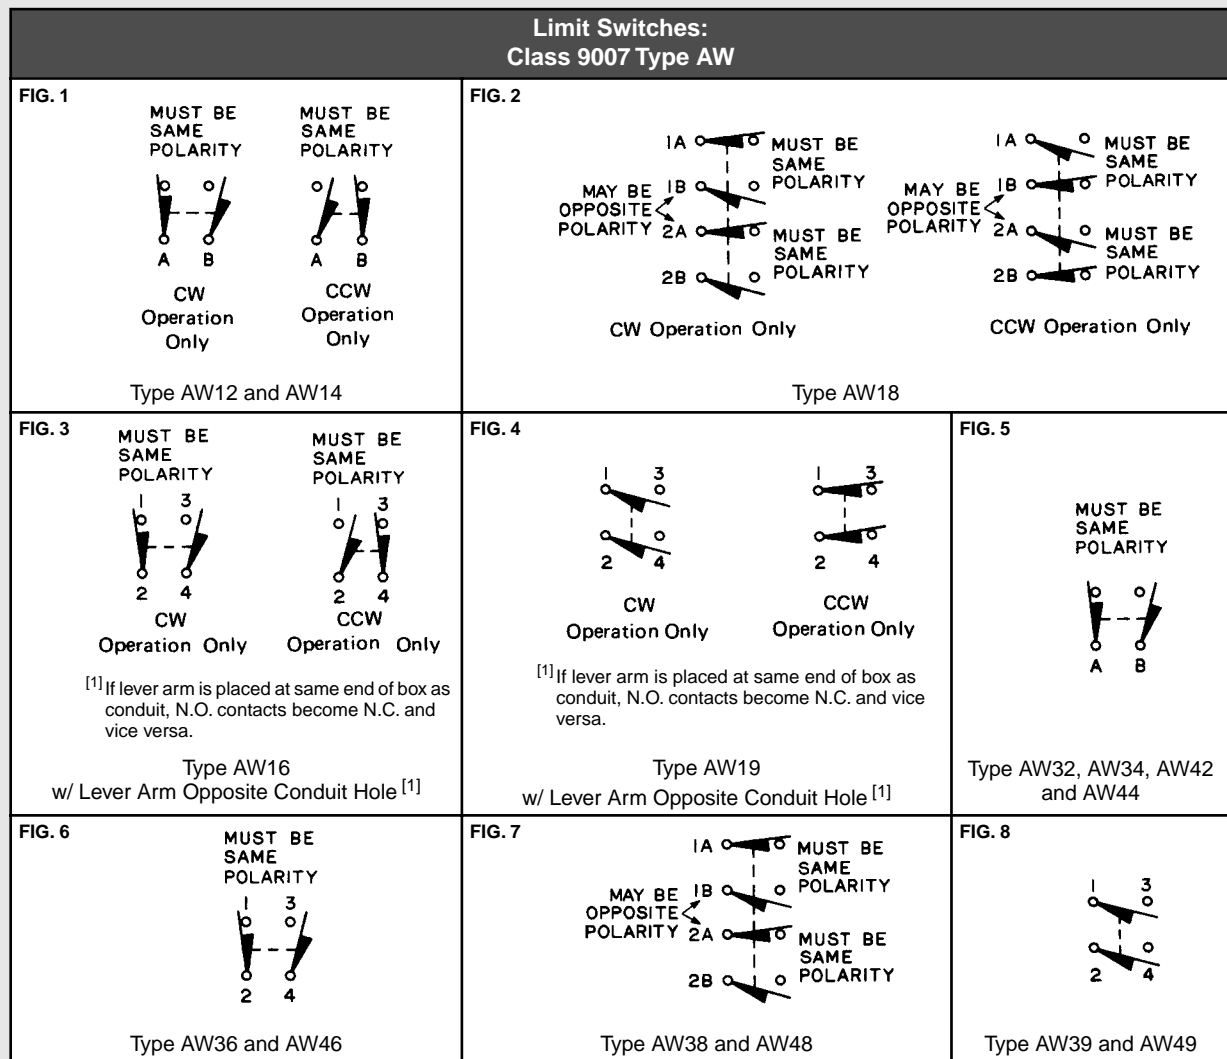 Limit Switches:
Class 9007 Type AW
FIG. 1
MUST BE
SAME
POLARITY
A B
CW
Operation
Only
MUST BE
SAME
POLARITY
A B
CCW
Operation
Only
Type AW12 and AW14
FIG. 2
1A
MUST BE
SAME
POLARITY
MAY BE
OPPOSITE
POLARITY
1B
2A
MUST BE
SAME
POLARITY
2B
CW Operation Only
1A
MUST BE
SAME
POLARITY
MAY BE
OPPOSITE
POLARITY
1B
2A
MUST BE
SAME
POLARITY
2B
CCW Operation Only
Type AW18
FIG. 3
MUST BE
SAME
POLARITY
1 3
2 4
CW
Operation Only
MUST BE
SAME
POLARITY
1 3
2 4
CCW
Operation Only
[1] If lever arm is placed at same end of box as
conduit, N.O. contacts become N.C. and
vice versa.
Type AW16
w/ Lever Arm Opposite Conduit Hole [1]
FIG. 4
1 3
2 4
CW
Operation Only
1 3
2 4
CCW
Operation Only
[1] If lever arm is placed at same end of box as
conduit, N.O. contacts become N.C. and vice
versa.
Type AW19
w/ Lever Arm Opposite Conduit Hole [1]
FIG. 5
MUST BE
SAME
POLARITY
A B
Type AW32, AW34, AW42
and AW44
FIG. 6
MUST BE
SAME
POLARITY
1 3
2 4
Type AW36 and AW46
FIG. 7
1A
MUST BE
SAME
POLARITY
MAY BE
OPPOSITE
POLARITY
1B
2A
MUST BE
SAME
POLARITY
2B
Type AW38 and AW48
FIG. 8
1 3
2 4
Type AW39 and AW49